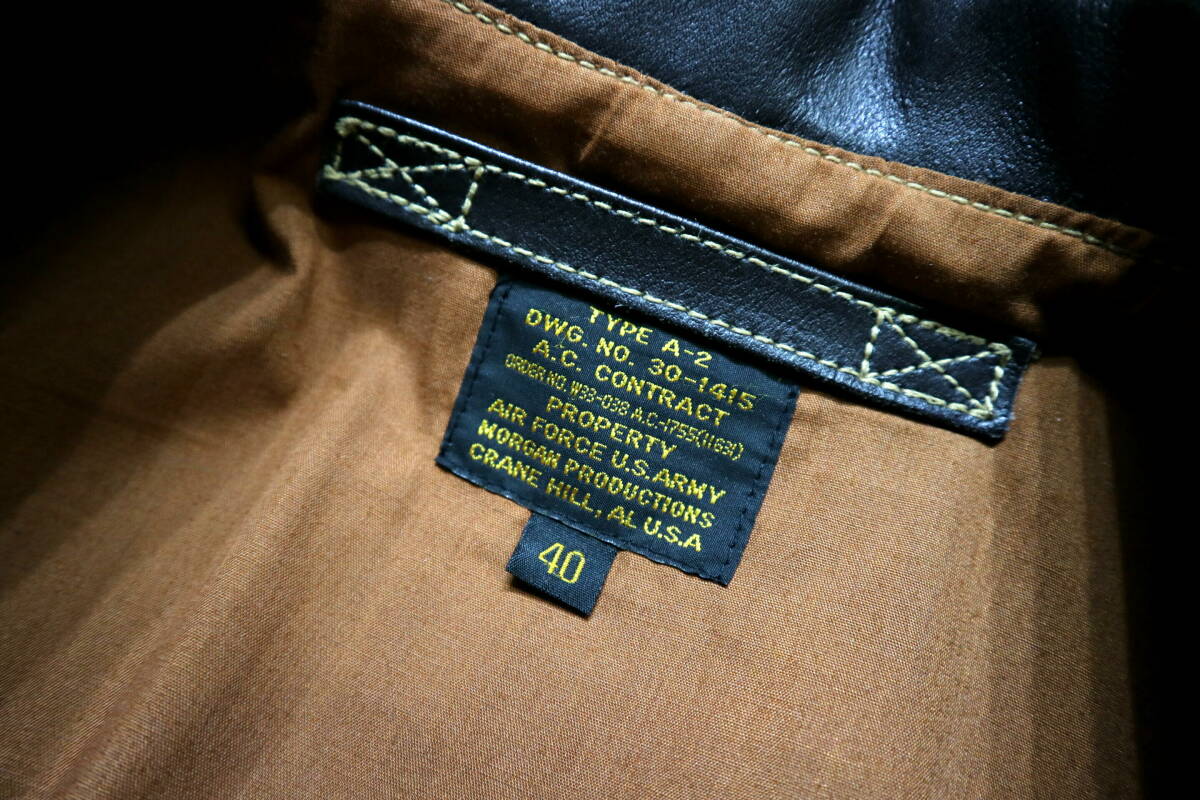 TYPE A-2
DWG. NO. 30-1415
A.C. CONTRACT
ORDER NO. W33-038 A.C.-1755(11631)
PROPERTY
AIR FORCE U.S. ARMY
MORGAN PRODUCTIONS
CRANE HILL, AL U.S.A
40